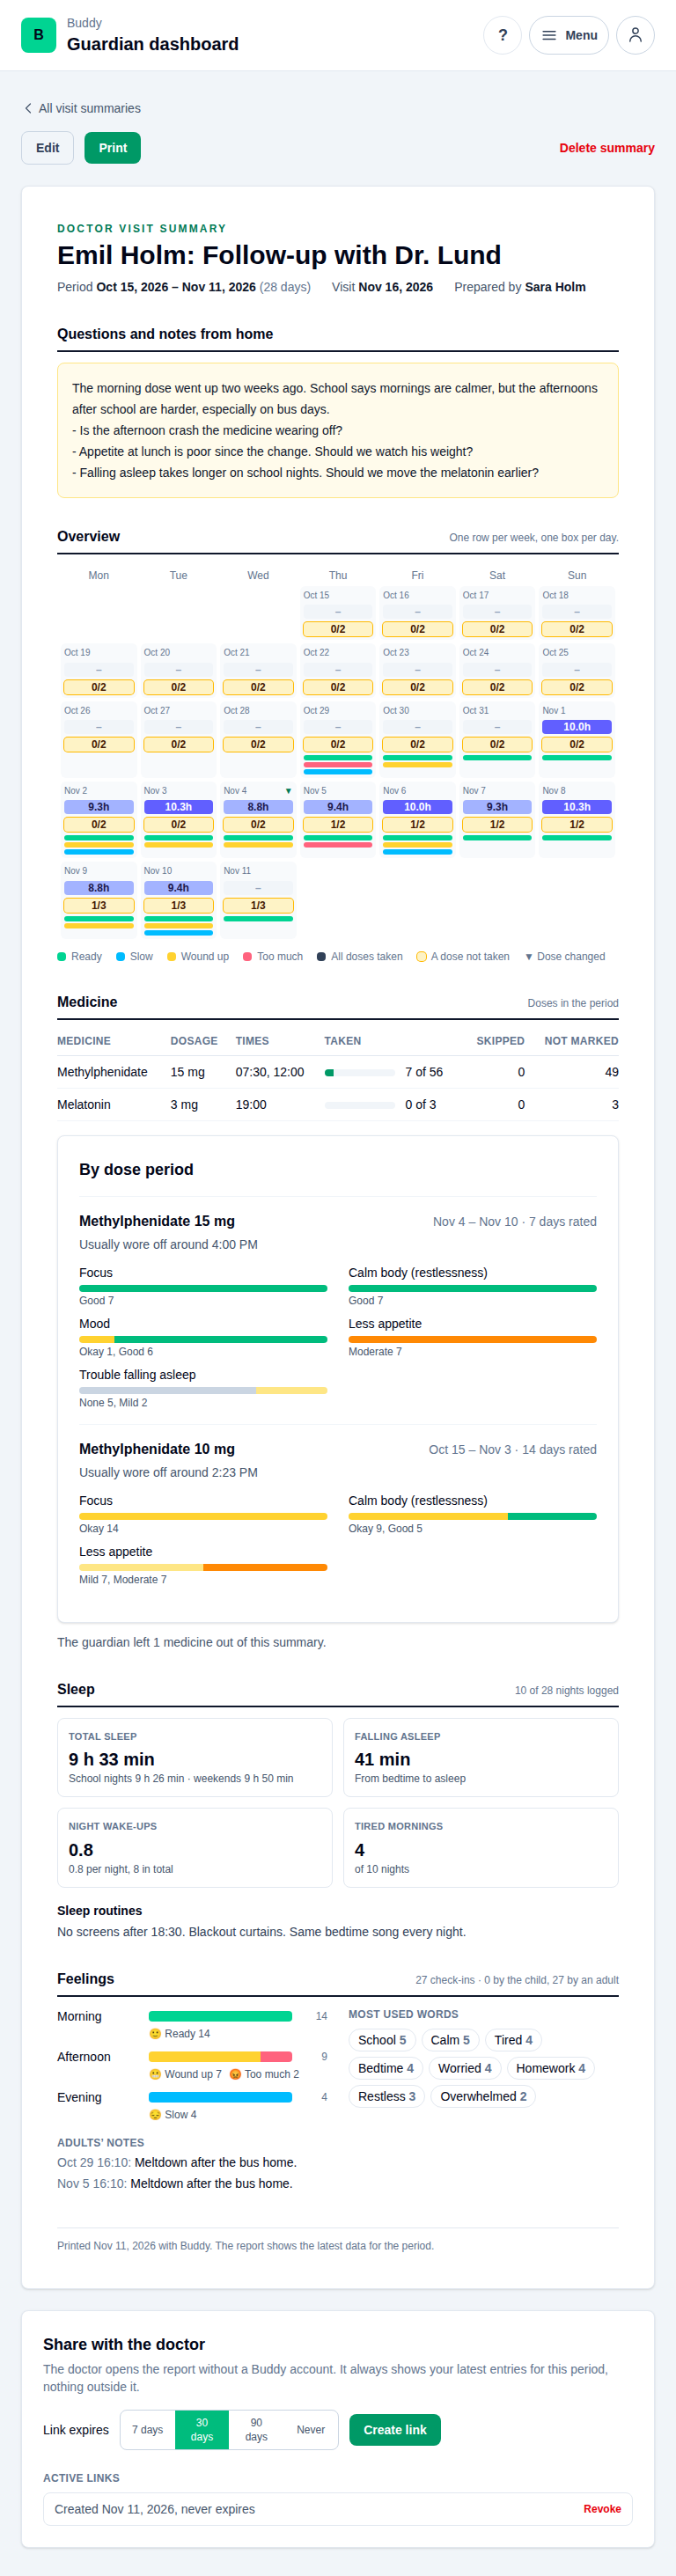 B
Buddy
Guardian dashboard
?
Menu
All visit summaries
Edit
Print
Delete summary
DOCTOR VISIT SUMMARY
Emil Holm: Follow-up with Dr. Lund
Period Oct 15, 2026 – Nov 11, 2026 (28 days) Visit Nov 16, 2026 Prepared by Sara Holm
Questions and notes from home
The morning dose went up two weeks ago. School says mornings are calmer, but the afternoons
after school are harder, especially on bus days.
- Is the afternoon crash the medicine wearing off?
- Appetite at lunch is poor since the change. Should we watch his weight?
- Falling asleep takes longer on school nights. Should we move the melatonin earlier?
Overview
One row per week, one box per day.
Mon Tue Wed Thu Fri Sat Sun
Oct 15 Oct 16 Oct 17 Oct 18
– – – –
0/2 0/2 0/2 0/2
Oct 19 Oct 20 Oct 21 Oct 22 Oct 23 Oct 24 Oct 25
– – – – – – –
0/2 0/2 0/2 0/2 0/2 0/2 0/2
Oct 26 Oct 27 Oct 28 Oct 29 Oct 30 Oct 31 Nov 1
– – – – – – 10.0h
0/2 0/2 0/2 0/2 0/2 0/2 0/2
Nov 2 Nov 3 Nov 4 ▼ Nov 5 Nov 6 Nov 7 Nov 8
9.3h 10.3h 8.8h 9.4h 10.0h 9.3h 10.3h
0/2 0/2 0/2 1/2 1/2 1/2 1/2
Nov 9 Nov 10 Nov 11
8.8h 9.4h –
1/3 1/3 1/3
Ready Slow Wound up Too much All doses taken A dose not taken ▼ Dose changed
Medicine
Doses in the period
MEDICINE DOSAGE TIMES TAKEN SKIPPED NOT MARKED
Methylphenidate 15 mg 07:30, 12:00 7 of 56 0 49
Melatonin 3 mg 19:00 0 of 3 0 3
By dose period
Methylphenidate 15 mg
Nov 4 – Nov 10 · 7 days rated
Usually wore off around 4:00 PM
Focus
Good 7
Calm body (restlessness)
Good 7
Mood
Okay 1, Good 6
Less appetite
Moderate 7
Trouble falling asleep
None 5, Mild 2
Methylphenidate 10 mg
Oct 15 – Nov 3 · 14 days rated
Usually wore off around 2:23 PM
Focus
Okay 14
Calm body (restlessness)
Okay 9, Good 5
Less appetite
Mild 7, Moderate 7
The guardian left 1 medicine out of this summary.
Sleep
10 of 28 nights logged
TOTAL SLEEP
9 h 33 min
School nights 9 h 26 min · weekends 9 h 50 min
FALLING ASLEEP
41 min
From bedtime to asleep
NIGHT WAKE-UPS
0.8
0.8 per night, 8 in total
TIRED MORNINGS
4
of 10 nights
Sleep routines
No screens after 18:30. Blackout curtains. Same bedtime song every night.
Feelings
27 check-ins · 0 by the child, 27 by an adult
Morning 14
🙂 Ready 14
Afternoon 9
😬 Wound up 7 😡 Too much 2
Evening 4
😔 Slow 4
MOST USED WORDS
School 5 Calm 5 Tired 4
Bedtime 4 Worried 4 Homework 4
Restless 3 Overwhelmed 2
ADULTS' NOTES
Oct 29 16:10: Meltdown after the bus home.
Nov 5 16:10: Meltdown after the bus home.
Printed Nov 11, 2026 with Buddy. The report shows the latest data for the period.
Share with the doctor
The doctor opens the report without a Buddy account. It always shows your latest entries for this period,
nothing outside it.
Link expires
7 days
30
days
90
days
Never
Create link
ACTIVE LINKS
Created Nov 11, 2026, never expires
Revoke